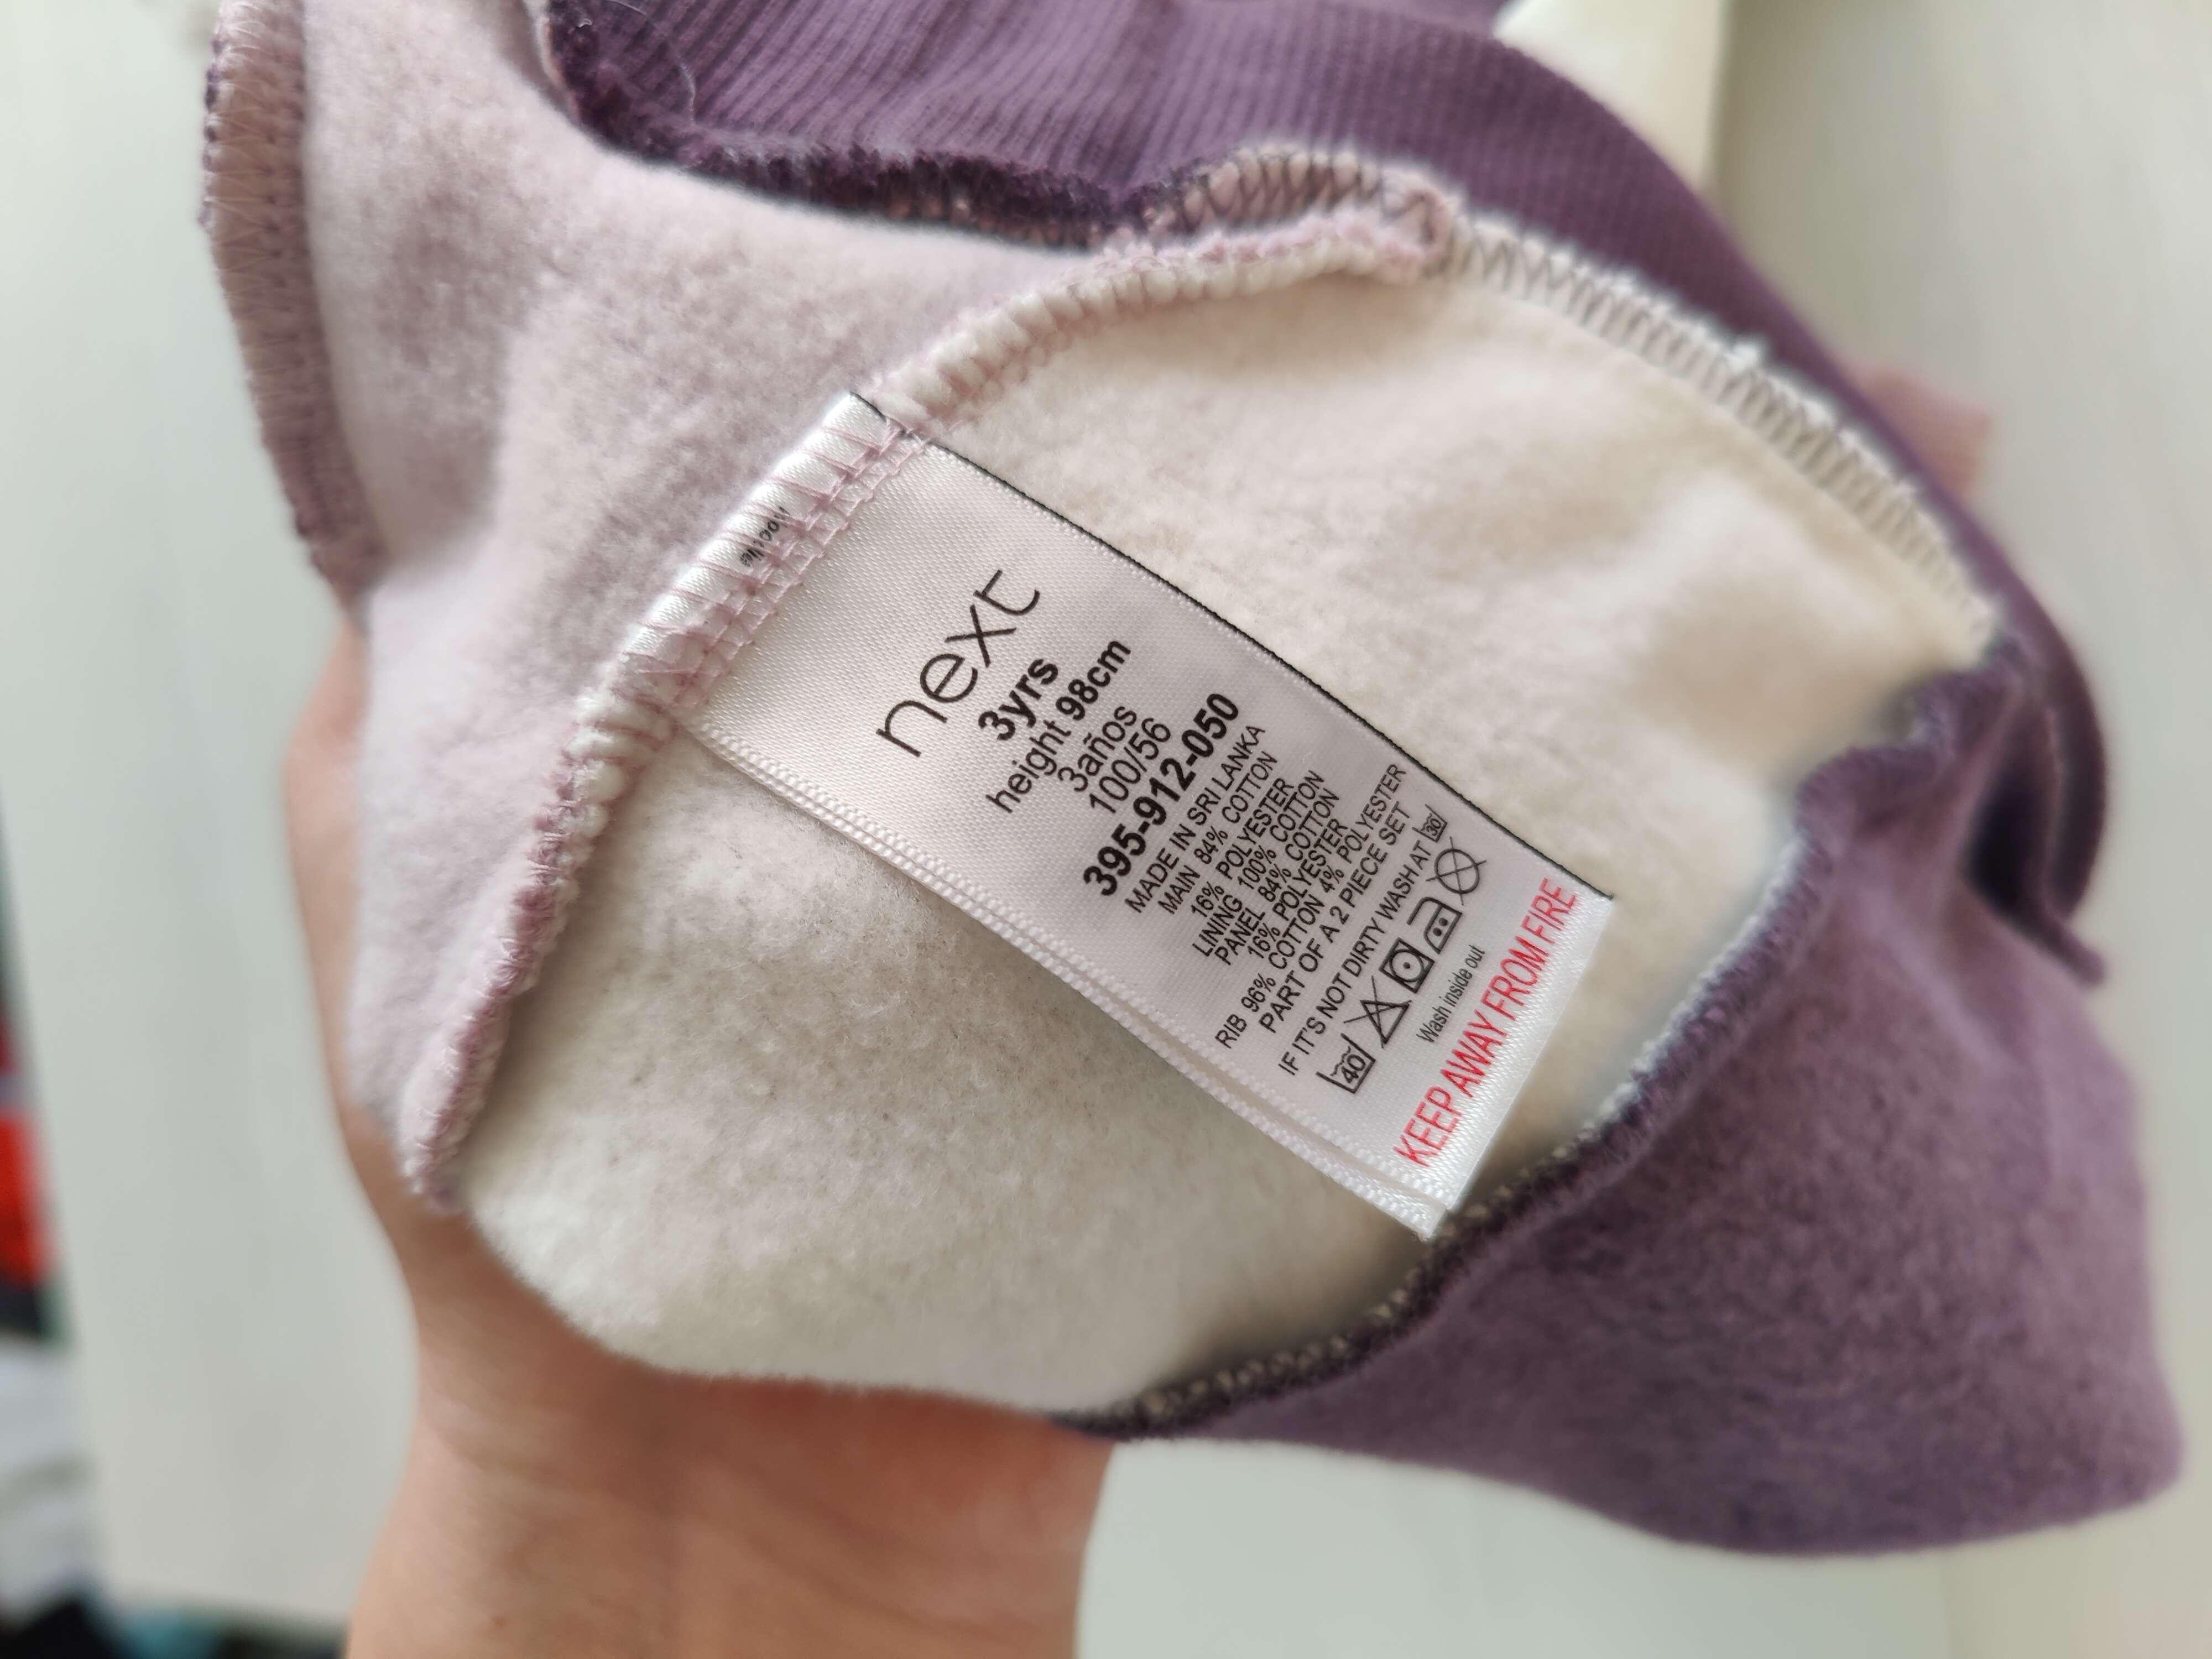 next
3yrs
height 98cm
3años
100/56
395-912-050
MADE IN SRI LANKA
MAIN 84% COTTON
16% POLYESTER
LINING 100% COTTON
PANEL 84% COTTON
16% POLYESTER
RIB 96% COTTON 4% POLYESTER
PART OF A 2 PIECE SET
IF IT'S NOT DIRTY WASH AT 30
40
Wash inside out
KEEP AWAY FROM FIRE